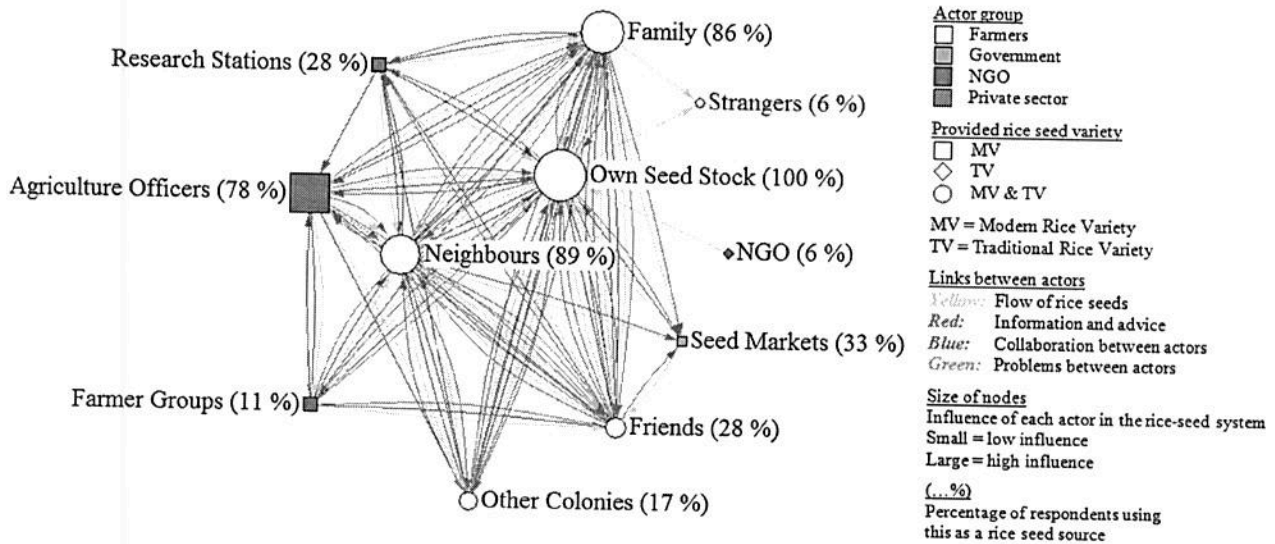 Family (86 %)
Research Stations (28 %)
Strangers (6 %)
Own Seed Stock (100 %)
Agriculture Officers (78 %)
Neighbours (89 %)
NGO (6 %)
Seed Markets (33 %)
Farmer Groups (11 %)
Friends (28 %)
Other Colonies (17 %)
Actor group
Farmers
Government
NGO
Private sector
Provided rice seed variety
MV
TV
MV & TV
MV = Modern Rice Variety
TV = Traditional Rice Variety
Links between actors
Yellow: Flow of rice seeds
Red: Information and advice
Blue: Collaboration between actors
Green: Problems between actors
Size of nodes
Influence of each actor in the rice-seed system
Small = low influence
Large = high influence
(...%)
Percentage of respondents using
this as a rice seed source